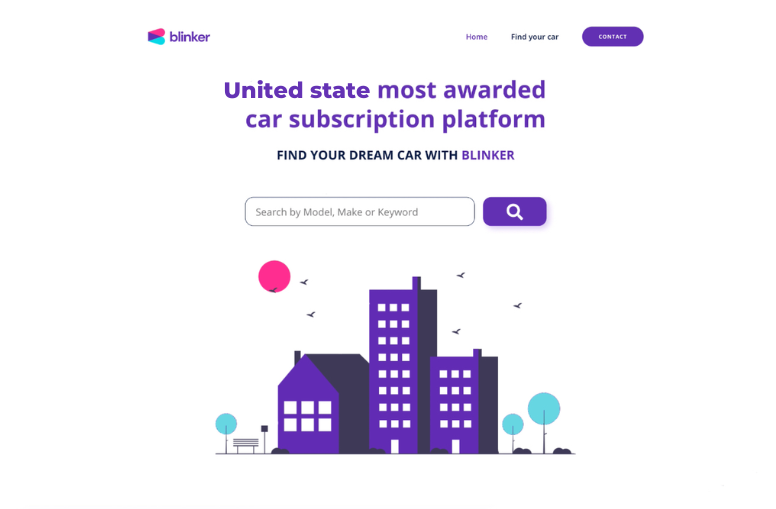 blinker
Home
Find your car
CONTACT
United state most awarded
car subscription platform
FIND YOUR DREAM CAR WITH BLINKER
Search by Model, Make or Keyword